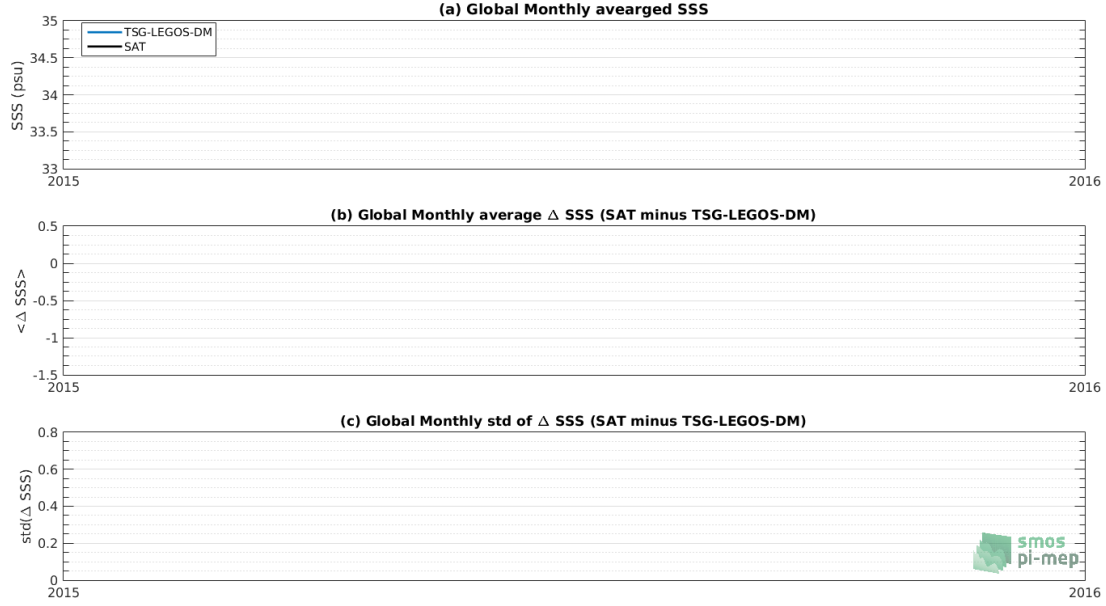 (a) Global Monthly avearged SSS
35
34.5
34
33.5
33
SSS (psu)
TSG-LEGOS-DM
SAT
2015
2016
(b) Global Monthly average Δ SSS (SAT minus TSG-LEGOS-DM)
0.5
0
-0.5
-1
-1.5
<Δ SSS>
2015
2016
(c) Global Monthly std of Δ SSS (SAT minus TSG-LEGOS-DM)
0.8
0.6
0.4
0.2
0
std(Δ SSS)
smos
pi-mep
2015
2016